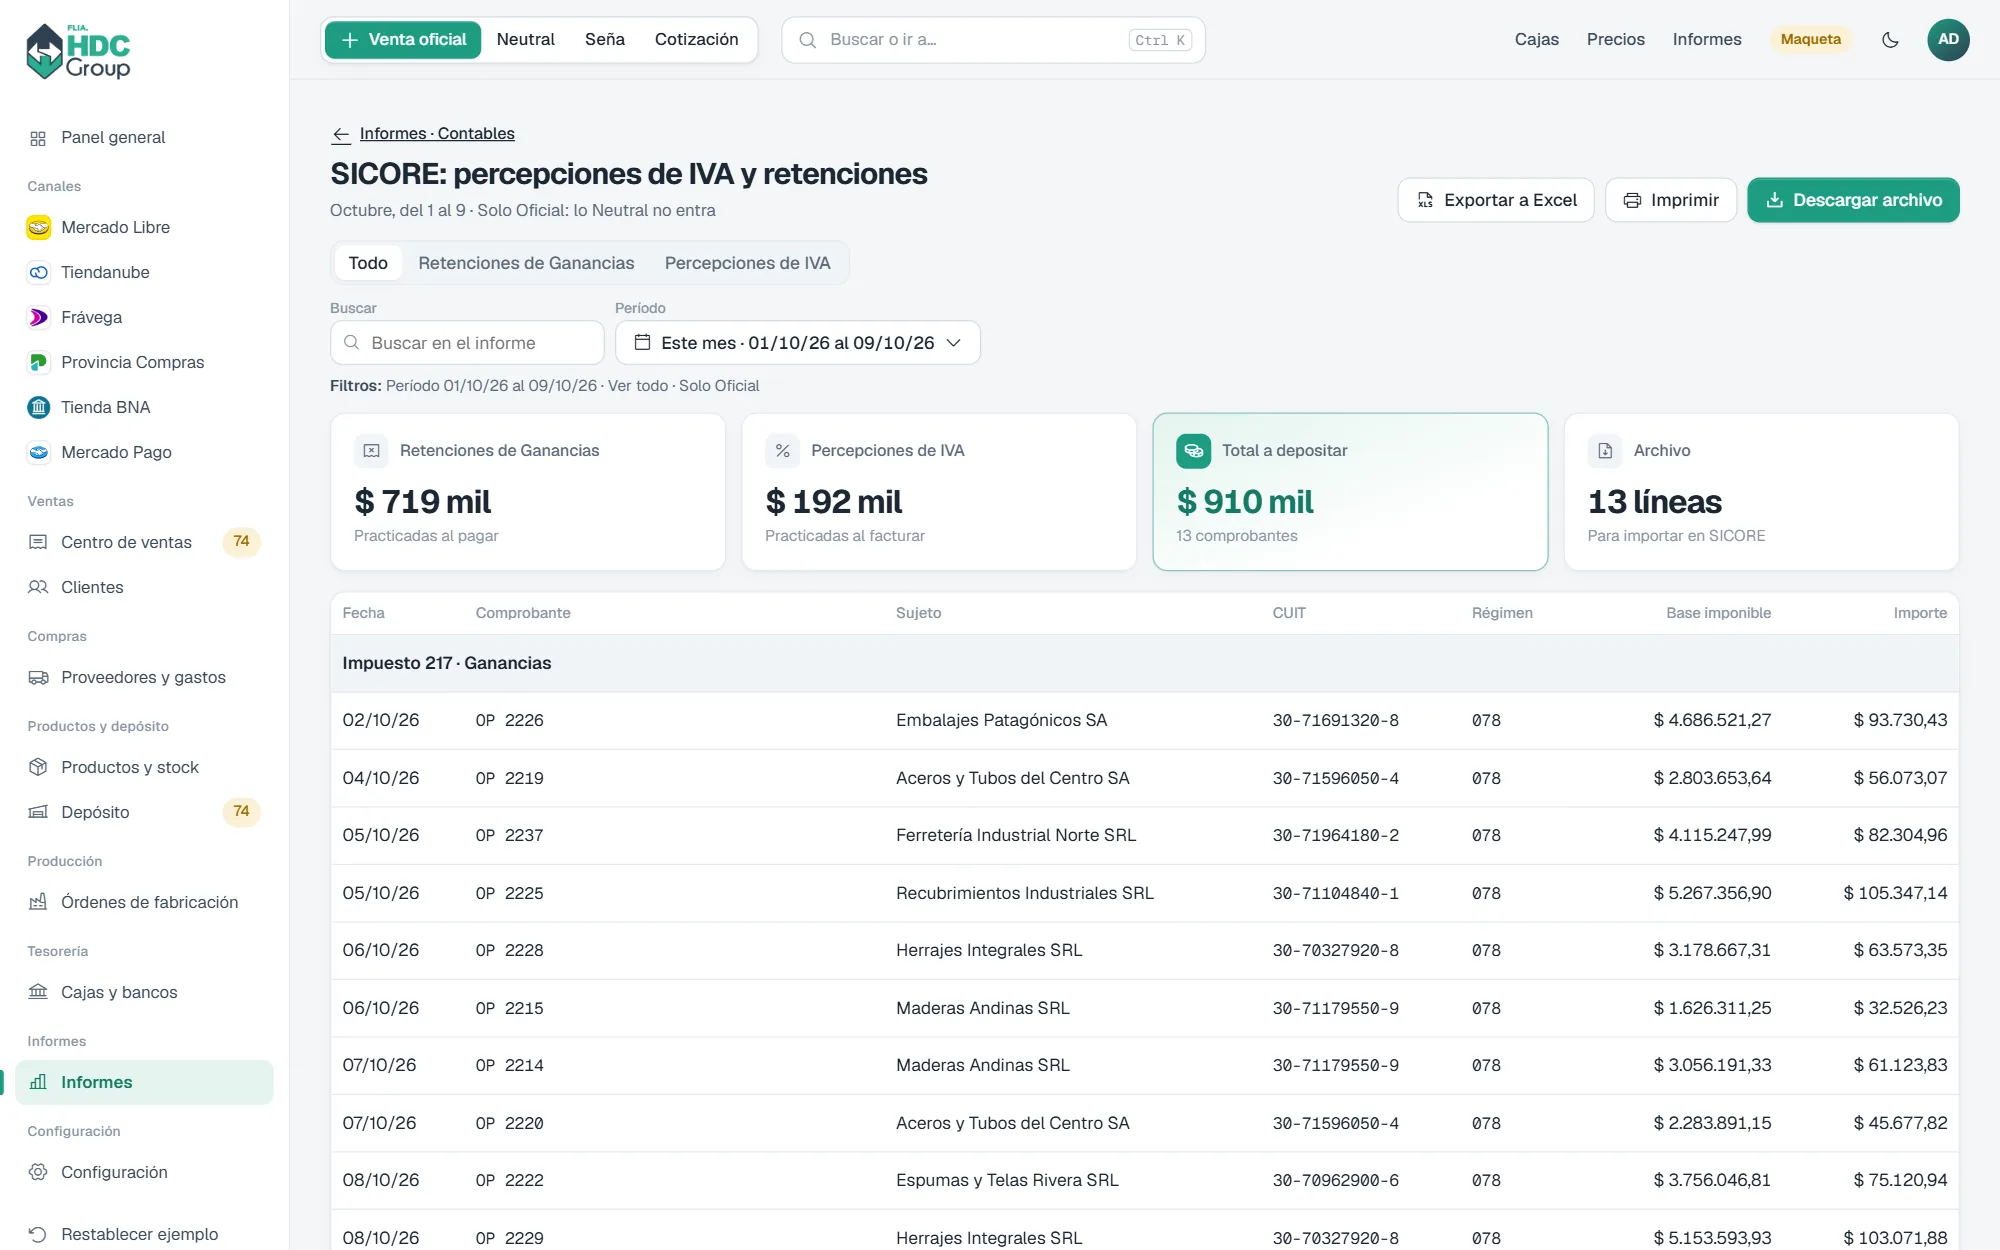 FLIA.
HDC
Group
Panel general
Canales
Mercado Libre
Tiendanube
Frávega
Provincia Compras
Tienda BNA
Mercado Pago
Ventas
Centro de ventas 74
Clientes
Compras
Proveedores y gastos
Productos y depósito
Productos y stock
Depósito 74
Producción
Órdenes de fabricación
Tesorería
Cajas y bancos
Informes
Informes
Configuración
Configuración
Restablecer ejemplo
Venta oficial Neutral Seña Cotización
Buscar o ir a... Ctrl K
Cajas Precios Informes Maqueta AD
Informes · Contables
SICORE: percepciones de IVA y retenciones
Octubre, del 1 al 9 · Solo Oficial: lo Neutral no entra
XLS Exportar a Excel Imprimir Descargar archivo
Todo Retenciones de Ganancias Percepciones de IVA
Buscar Período
Buscar en el informe Este mes · 01/10/26 al 09/10/26
Filtros: Período 01/10/26 al 09/10/26 · Ver todo · Solo Oficial
Retenciones de Ganancias
$ 719 mil
Practicadas al pagar
Percepciones de IVA
$ 192 mil
Practicadas al facturar
Total a depositar
$ 910 mil
13 comprobantes
Archivo
13 líneas
Para importar en SICORE
Fecha Comprobante Sujeto CUIT Régimen Base imponible Importe
Impuesto 217 · Ganancias
02/10/26 OP 2226 Embalajes Patagónicos SA 30-71691320-8 078 $ 4.686.521,27 $ 93.730,43
04/10/26 OP 2219 Aceros y Tubos del Centro SA 30-71596050-4 078 $ 2.803.653,64 $ 56.073,07
05/10/26 OP 2237 Ferretería Industrial Norte SRL 30-71964180-2 078 $ 4.115.247,99 $ 82.304,96
05/10/26 OP 2225 Recubrimientos Industriales SRL 30-71104840-1 078 $ 5.267.356,90 $ 105.347,14
06/10/26 OP 2228 Herrajes Integrales SRL 30-70327920-8 078 $ 3.178.667,31 $ 63.573,35
06/10/26 OP 2215 Maderas Andinas SRL 30-71179550-9 078 $ 1.626.311,25 $ 32.526,23
07/10/26 OP 2214 Maderas Andinas SRL 30-71179550-9 078 $ 3.056.191,33 $ 61.123,83
07/10/26 OP 2220 Aceros y Tubos del Centro SA 30-71596050-4 078 $ 2.283.891,15 $ 45.677,82
08/10/26 OP 2222 Espumas y Telas Rivera SRL 30-70962900-6 078 $ 3.756.046,81 $ 75.120,94
08/10/26 OP 2229 Herrajes Integrales SRL 30-70327920-8 078 $ 5.153.593,93 $ 103.071,88